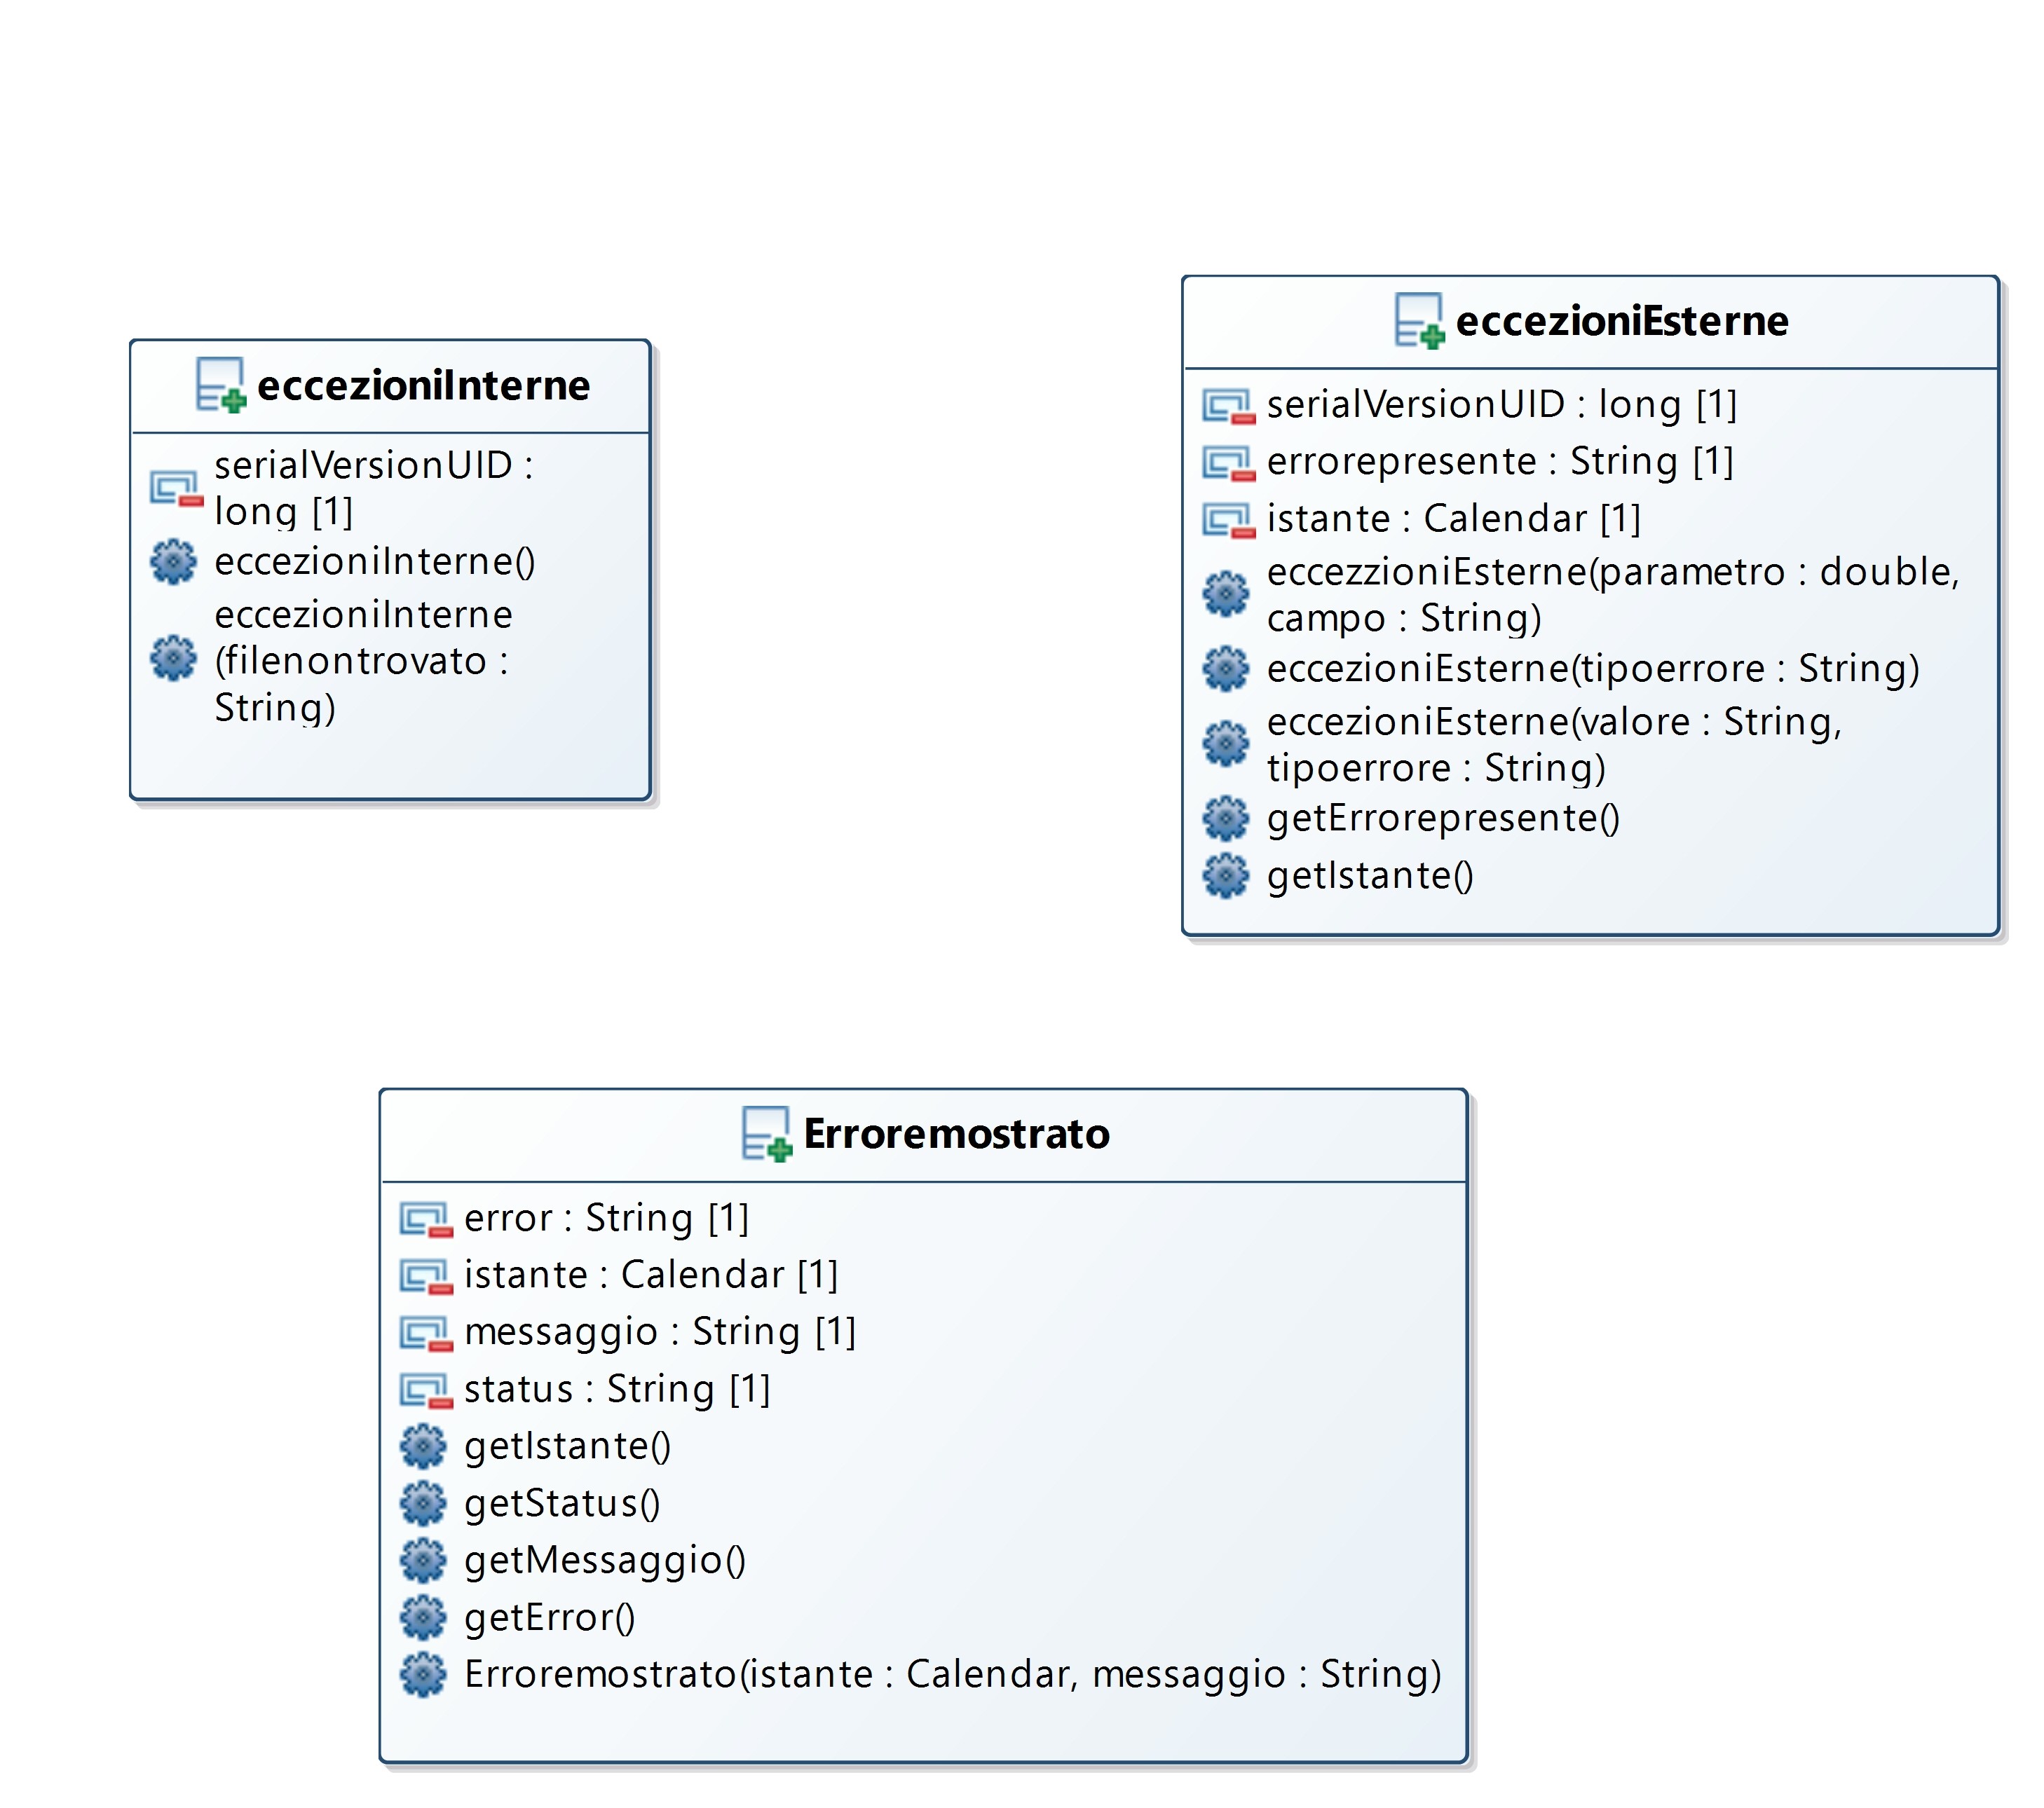 eccezioniInterne
serialVersionUID :
long [1]
eccezioniInterne()
eccezioniInterne
(filenontrovato :
String)
eccezioniEsterne
serialVersionUID : long [1]
errorepresente : String [1]
istante : Calendar [1]
eccezzioniEsterne(parametro : double,
campo : String)
eccezioniEsterne(tipoerrore : String)
eccezioniEsterne(valore : String,
tipoerrore : String)
getErrorepresente()
getIstante()
Erroremostrato
error : String [1]
istante : Calendar [1]
messaggio : String [1]
status : String [1]
getIstante()
getStatus()
getMessaggio()
getError()
Erroremostrato(istante : Calendar, messaggio : String)